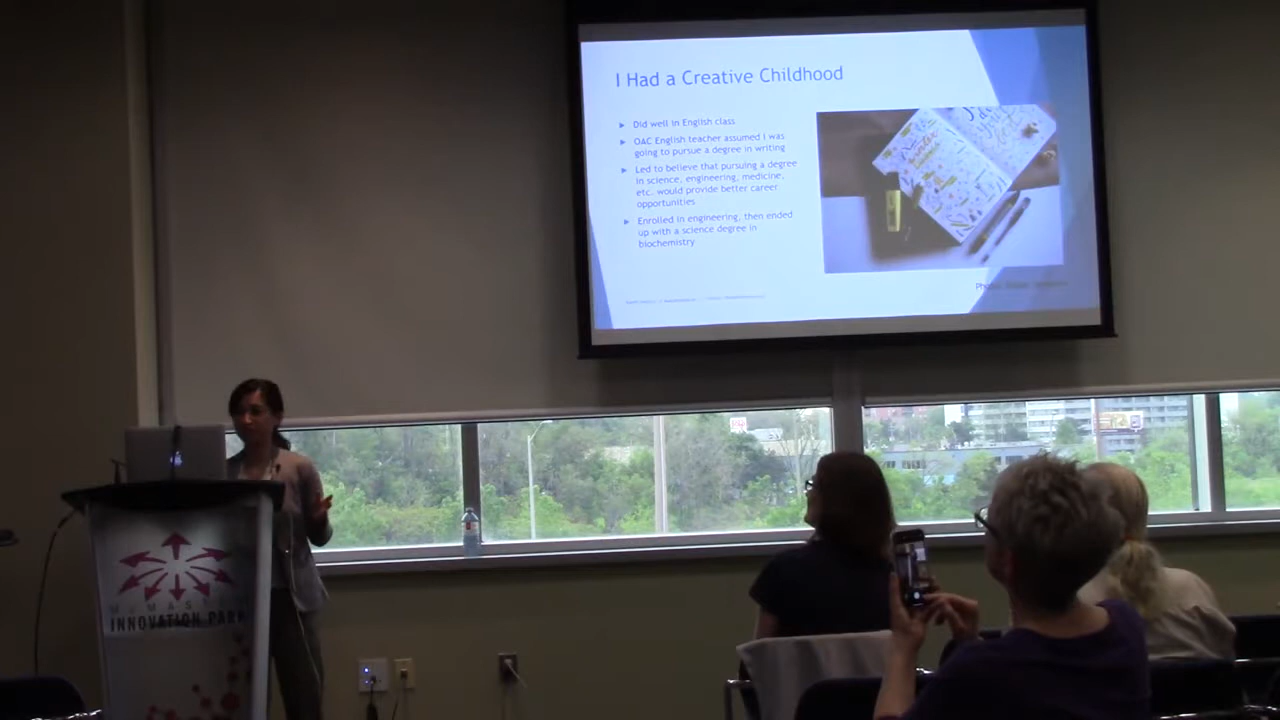 I Had a Creative Childhood
► Did well in English class
► OAC English teacher assumed I was
going to pursue a degree in writing
► Led to believe that pursuing a degree
in science, engineering, medicine,
etc. would provide better career
opportunities
► Enrolled in engineering, then ended
up with a science degree in
biochemistry
McMASTER
INNOVATION PARK